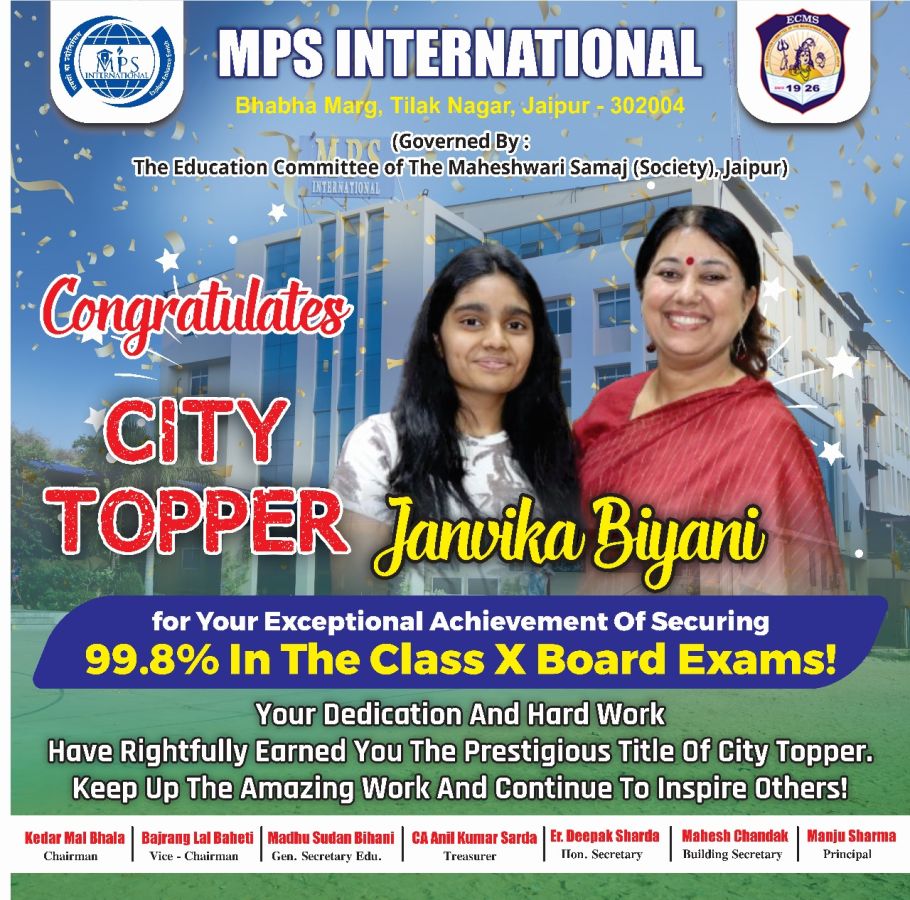 MPS
INTERNATIONAL
MPS INTERNATIONAL
ECMS
1926
Bhabha Marg, Tilak Nagar, Jaipur - 302004
(Governed By :
The Education Committee of The Maheshwari Samaj (Society), Jaipur)
MPS
INTERNATIONAL
Congratulates
CITY
TOPPER
Janvika Biyani
for Your Exceptional Achievement Of Securing
99.8% In The Class X Board Exams!
Your Dedication And Hard Work
Have Rightfully Earned You The Prestigious Title Of City Topper.
Keep Up The Amazing Work And Continue To Inspire Others!
Kedar Mal Bhala
Chairman
Bajrang Lal Baheti
Vice - Chairman
Madhu Sudan Bihani
Gen. Secretary Edu.
CA Anil Kumar Sarda
Treasurer
Er. Deepak Sharda
Hon. Secretary
Mahesh Chandak
Building Secretary
Manju Sharma
Principal